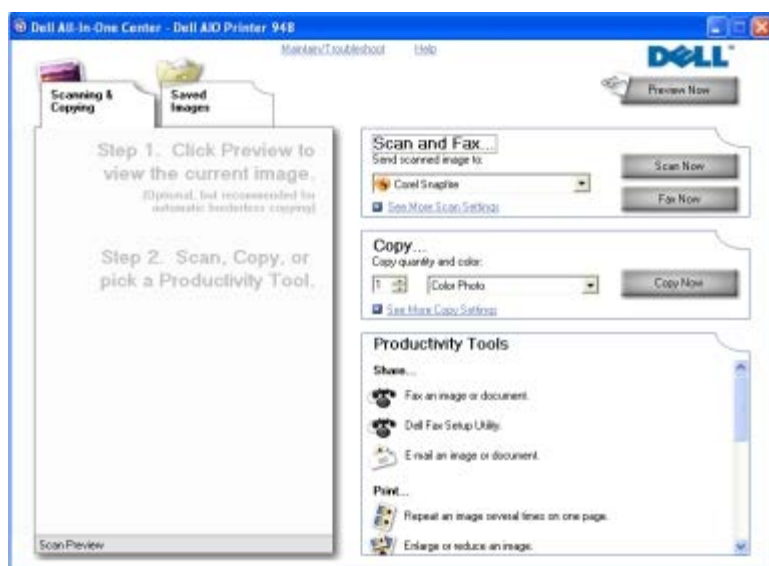 Dell All-In-One Center - Dell AIO Printer 948
Maintain/Troubleshoot Help
DELL
Scanning & Copying
Saved Images
Preview Now
Step 1. Click Preview to
view the current image.
(Optional, but recommended for
automatic borderless copying)
Step 2. Scan, Copy, or
pick a Productivity Tool.
Scan Preview
Scan and Fax...
Send scanned image to:
Corel Snapfire
See More Scan Settings
Scan Now
Fax Now
Copy...
Copy quantity and color:
1 Color Photo
See More Copy Settings
Copy Now
Productivity Tools
Share...
Fax an image or document.
Dell Fax Setup Utility.
E-mail an image or document.
Print...
Repeat an image several times on one page.
Enlarge or reduce an image.